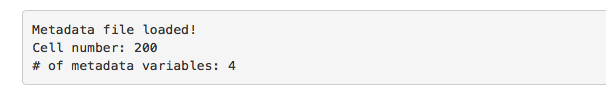 Metadata file loaded!
Cell number: 200
# of metadata variables: 4